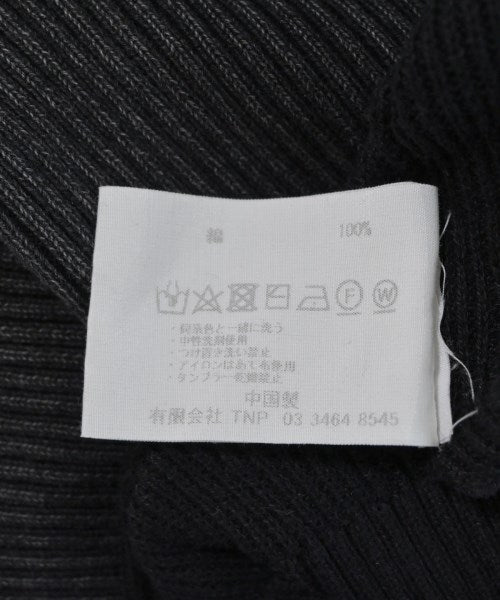 綿 100%
F W
・同系色と一緒に洗う
・中性洗剤使用
・つけ置き洗い禁止
・アイロンはあて布使用
・タンブラー乾燥禁止
中国製
有限会社 TNP 03 3464 8545